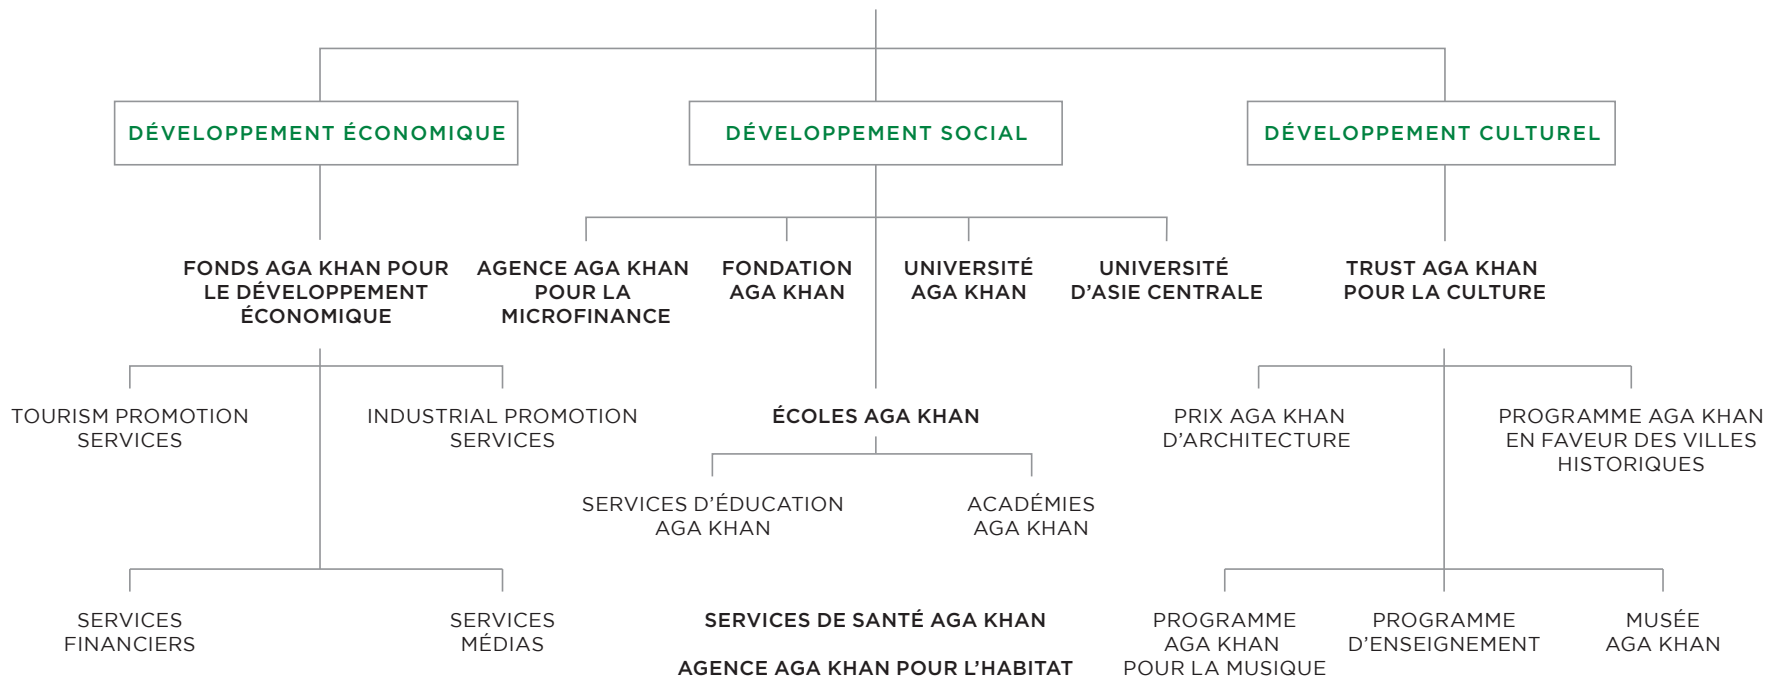 DÉVELOPPEMENT ÉCONOMIQUE
DÉVELOPPEMENT SOCIAL
DÉVELOPPEMENT CULTUREL
FONDS AGA KHAN POUR
LE DÉVELOPPEMENT
ÉCONOMIQUE
AGENCE AGA KHAN
POUR LA
MICROFINANCE
FONDATION
AGA KHAN
UNIVERSITÉ
AGA KHAN
UNIVERSITÉ
D’ASIE CENTRALE
TRUST AGA KHAN
POUR LA CULTURE
TOURISM PROMOTION
SERVICES
INDUSTRIAL PROMOTION
SERVICES
ÉCOLES AGA KHAN
PRIX AGA KHAN
D’ARCHITECTURE
PROGRAMME AGA KHAN
EN FAVEUR DES VILLES
HISTORIQUES
SERVICES D’ÉDUCATION
AGA KHAN
ACADÉMIES
AGA KHAN
SERVICES
FINANCIERS
SERVICES
MÉDIAS
SERVICES DE SANTÉ AGA KHAN
AGENCE AGA KHAN POUR L’HABITAT
PROGRAMME
AGA KHAN
POUR LA MUSIQUE
PROGRAMME
D’ENSEIGNEMENT
MUSÉE
AGA KHAN